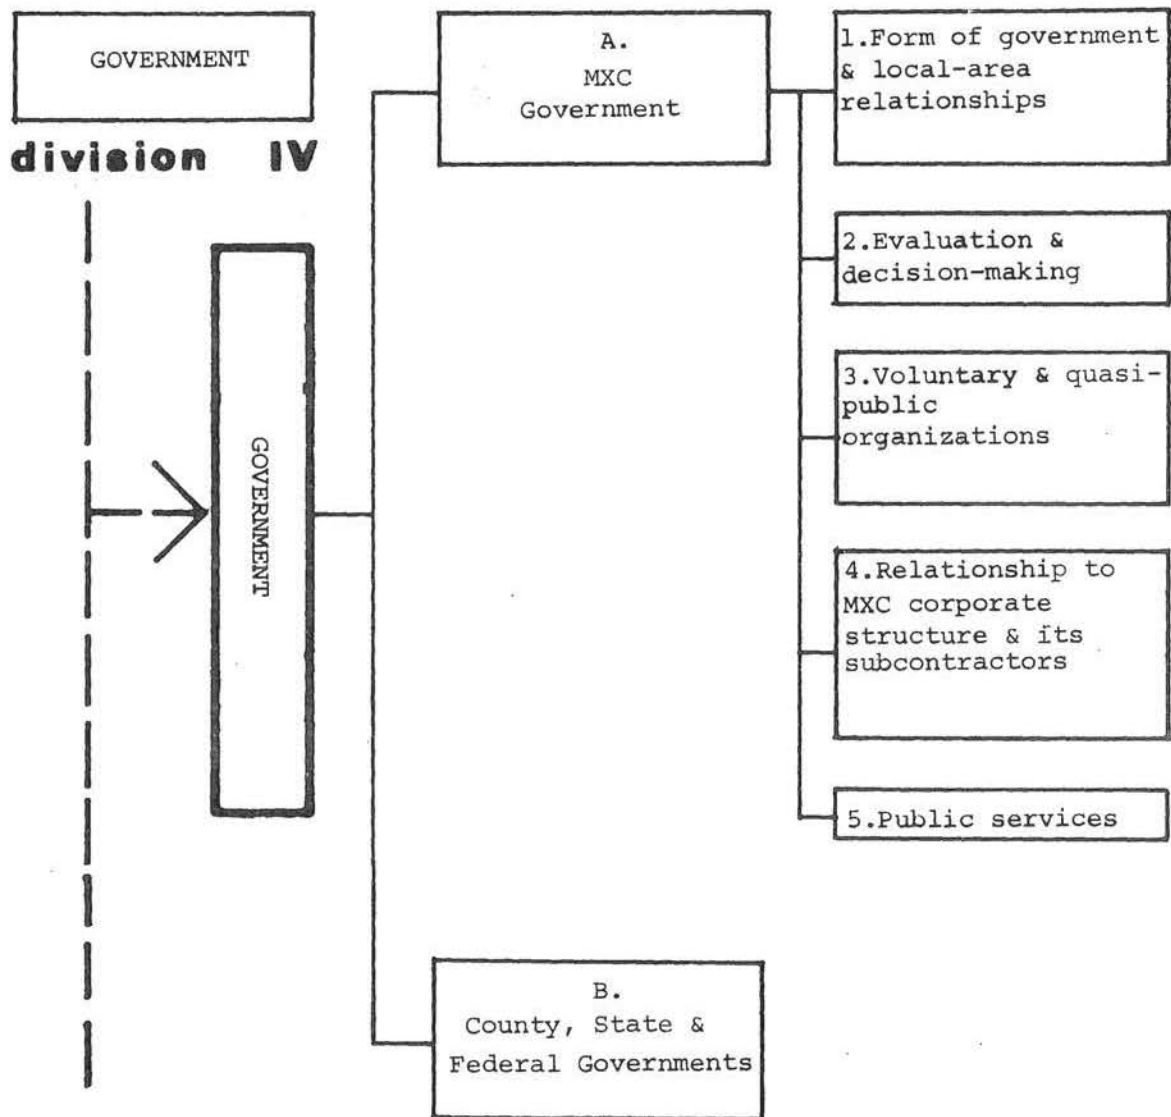 GOVERNMENT
division IV
GOVERNMENT
A.
MXC
Government
1.Form of government
& local-area
relationships
2.Evaluation &
decision-making
3.Voluntary & quasi-
public
organizations
4.Relationship to
MXC corporate
structure & its
subcontractors
5.Public services
B.
County, State &
Federal Governments